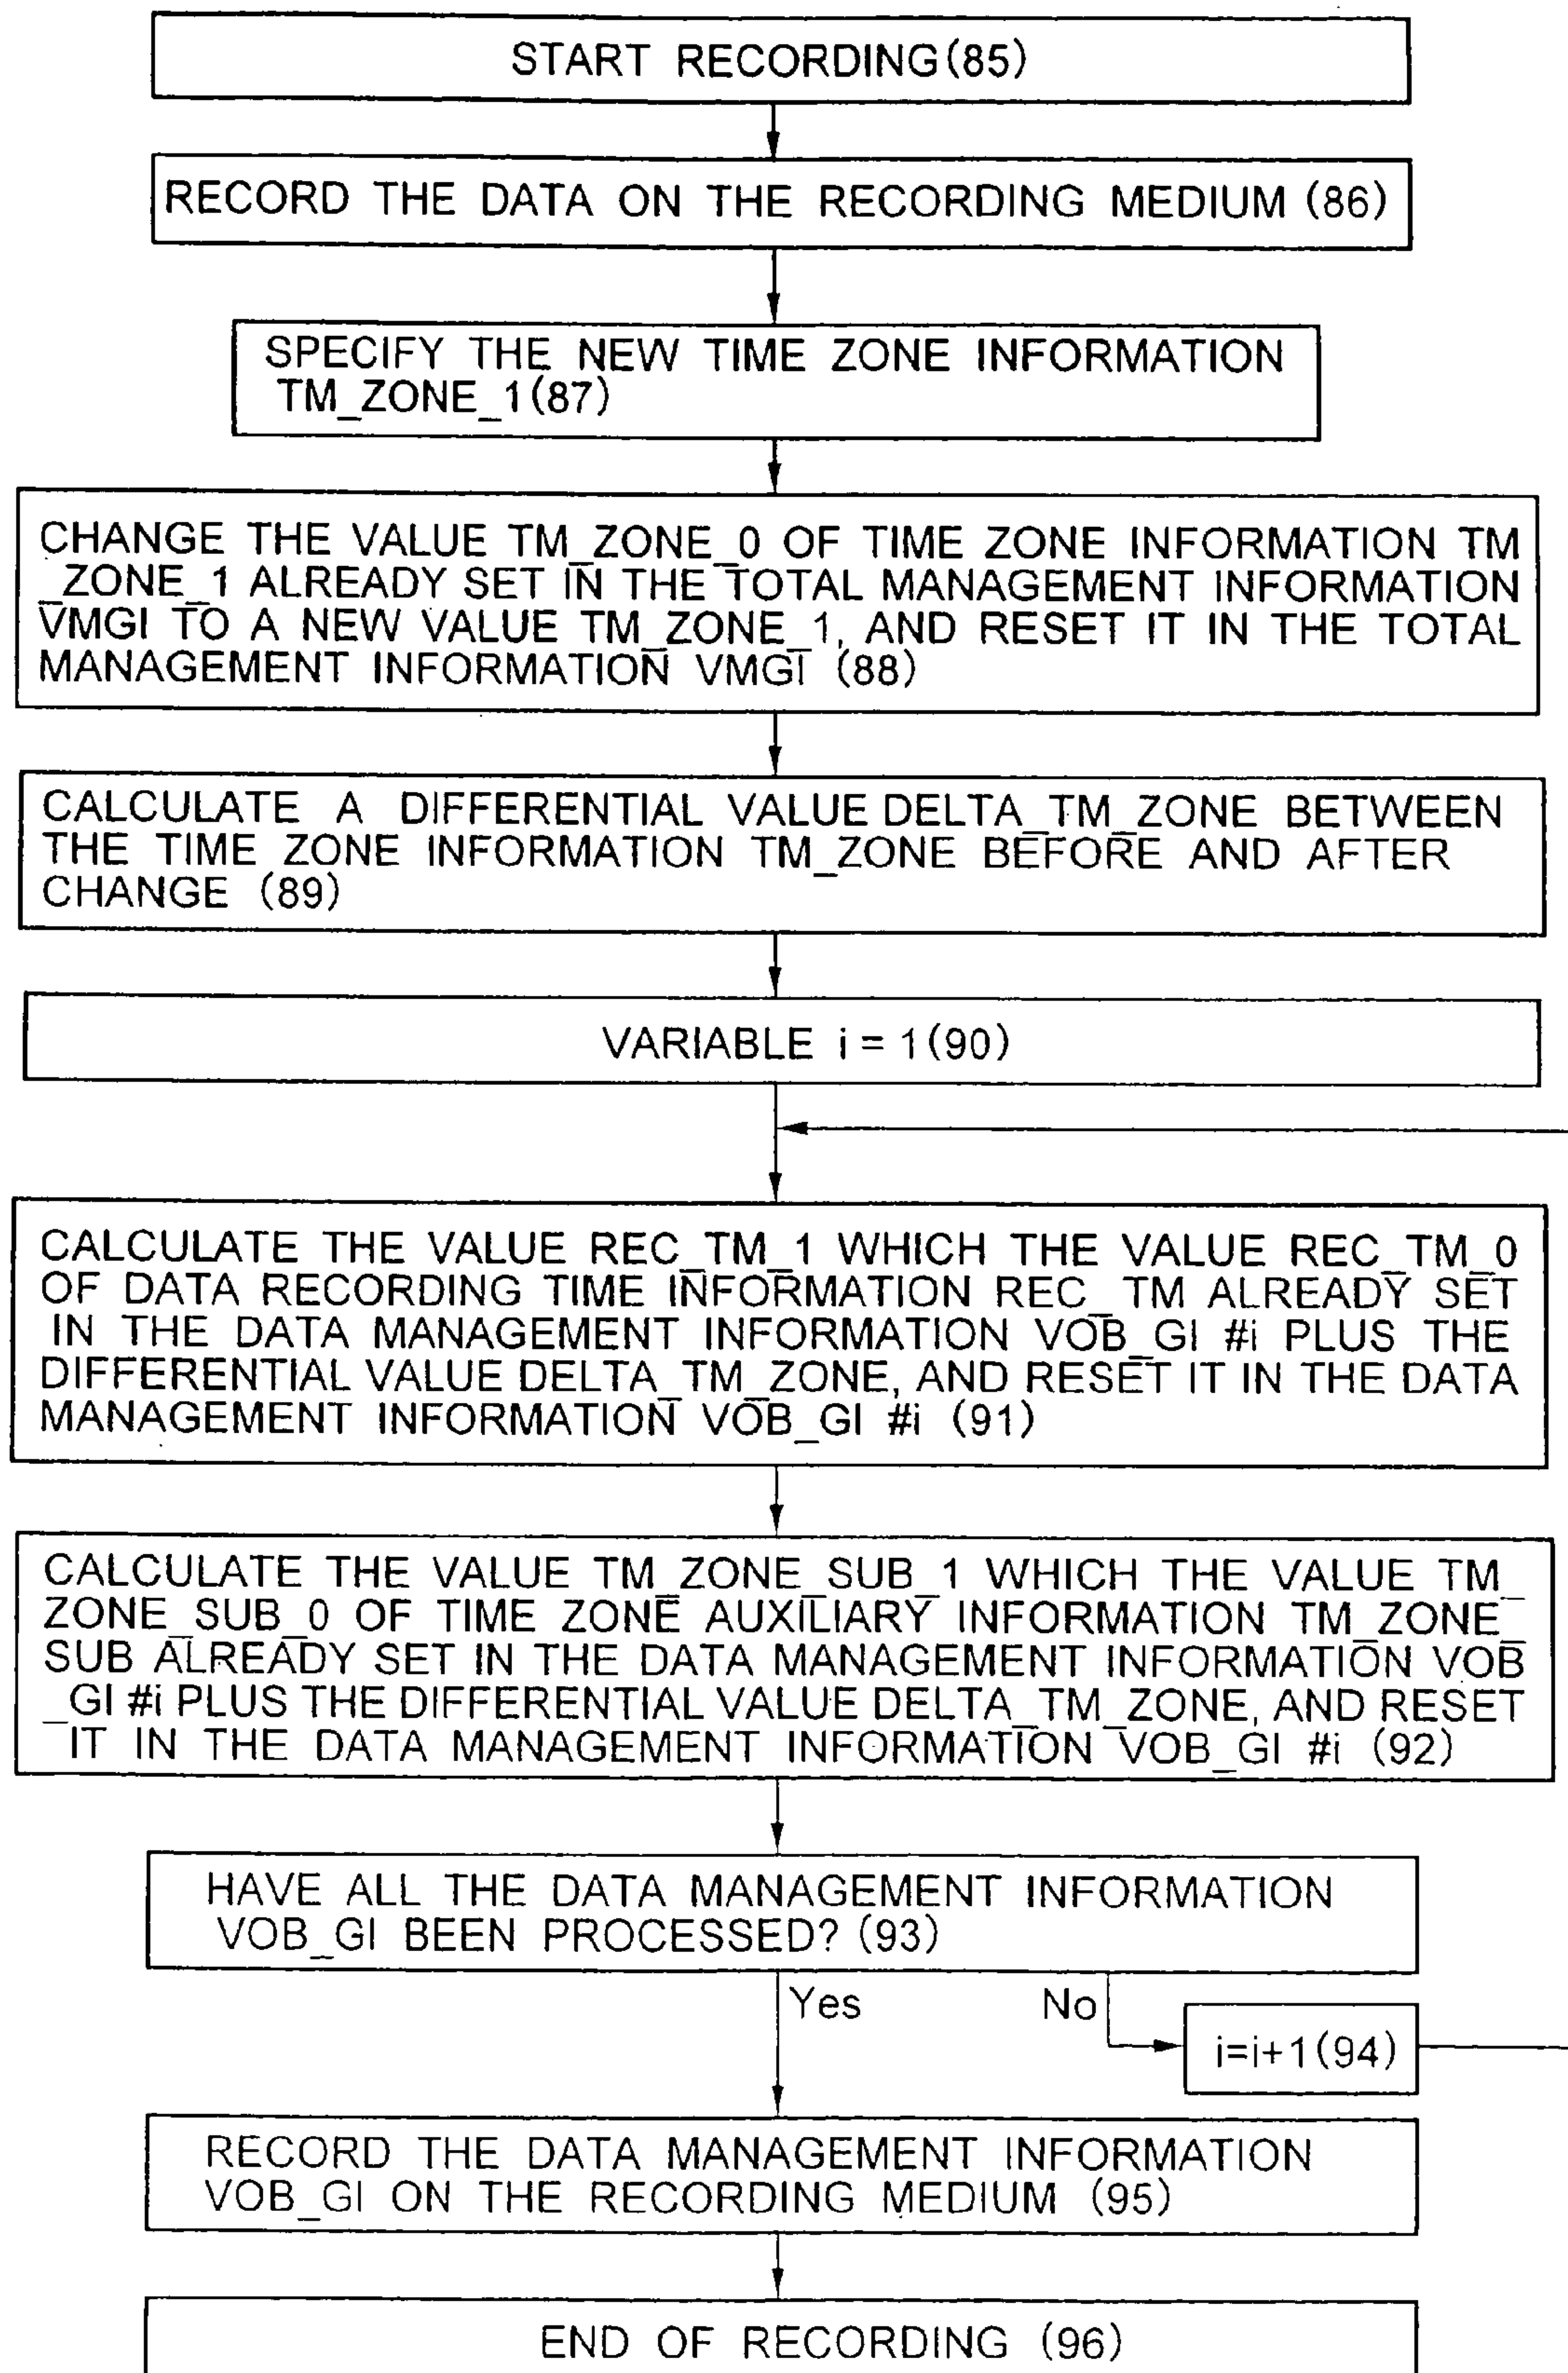 START RECORDING(85)
RECORD THE DATA ON THE RECORDING MEDIUM (86)
SPECIFY THE NEW TIME ZONE INFORMATION
TM_ZONE_1(87)
CHANGE THE VALUE TM_ZONE_0 OF TIME ZONE INFORMATION TM
_ZONE_1 ALREADY SET IN THE TOTAL MANAGEMENT INFORMATION
VMGI TO A NEW VALUE TM_ZONE_1, AND RESET IT IN THE TOTAL
MANAGEMENT INFORMATION VMGI (88)
CALCULATE A DIFFERENTIAL VALUE DELTA_TM_ZONE BETWEEN
THE TIME ZONE INFORMATION TM_ZONE BEFORE AND AFTER
CHANGE (89)
VARIABLE i = 1(90)
CALCULATE THE VALUE REC_TM_1 WHICH THE VALUE REC_TM_0
OF DATA RECORDING TIME INFORMATION REC_TM ALREADY SET
IN THE DATA MANAGEMENT INFORMATION VOB_GI #i PLUS THE
DIFFERENTIAL VALUE DELTA_TM_ZONE, AND RESET IT IN THE DATA
MANAGEMENT INFORMATION VOB_GI #i (91)
CALCULATE THE VALUE TM_ZONE_SUB_1 WHICH THE VALUE TM_
ZONE_SUB_0 OF TIME ZONE AUXILIARY INFORMATION TM_ZONE_
SUB ALREADY SET IN THE DATA MANAGEMENT INFORMATION VOB
_GI #i PLUS THE DIFFERENTIAL VALUE DELTA_TM_ZONE, AND RESET
IT IN THE DATA MANAGEMENT INFORMATION VOB_GI #i (92)
HAVE ALL THE DATA MANAGEMENT INFORMATION
VOB_GI BEEN PROCESSED? (93)
Yes
No
i=i+1(94)
RECORD THE DATA MANAGEMENT INFORMATION
VOB_GI ON THE RECORDING MEDIUM (95)
END OF RECORDING (96)